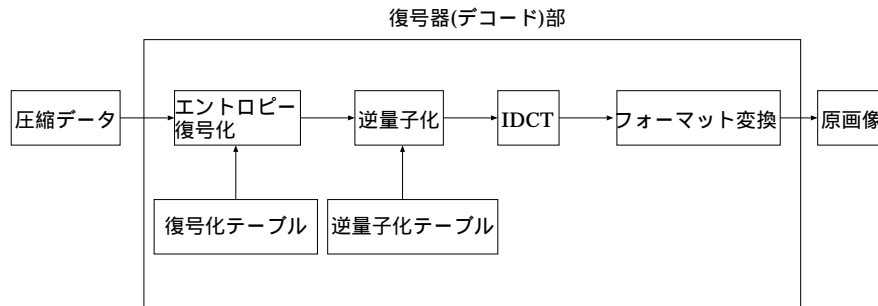 復号器(デコード)部
圧縮データ
エントロピー
復号化
逆量子化
IDCT
フォーマット変換
原画像
復号化テーブル
逆量子化テーブル